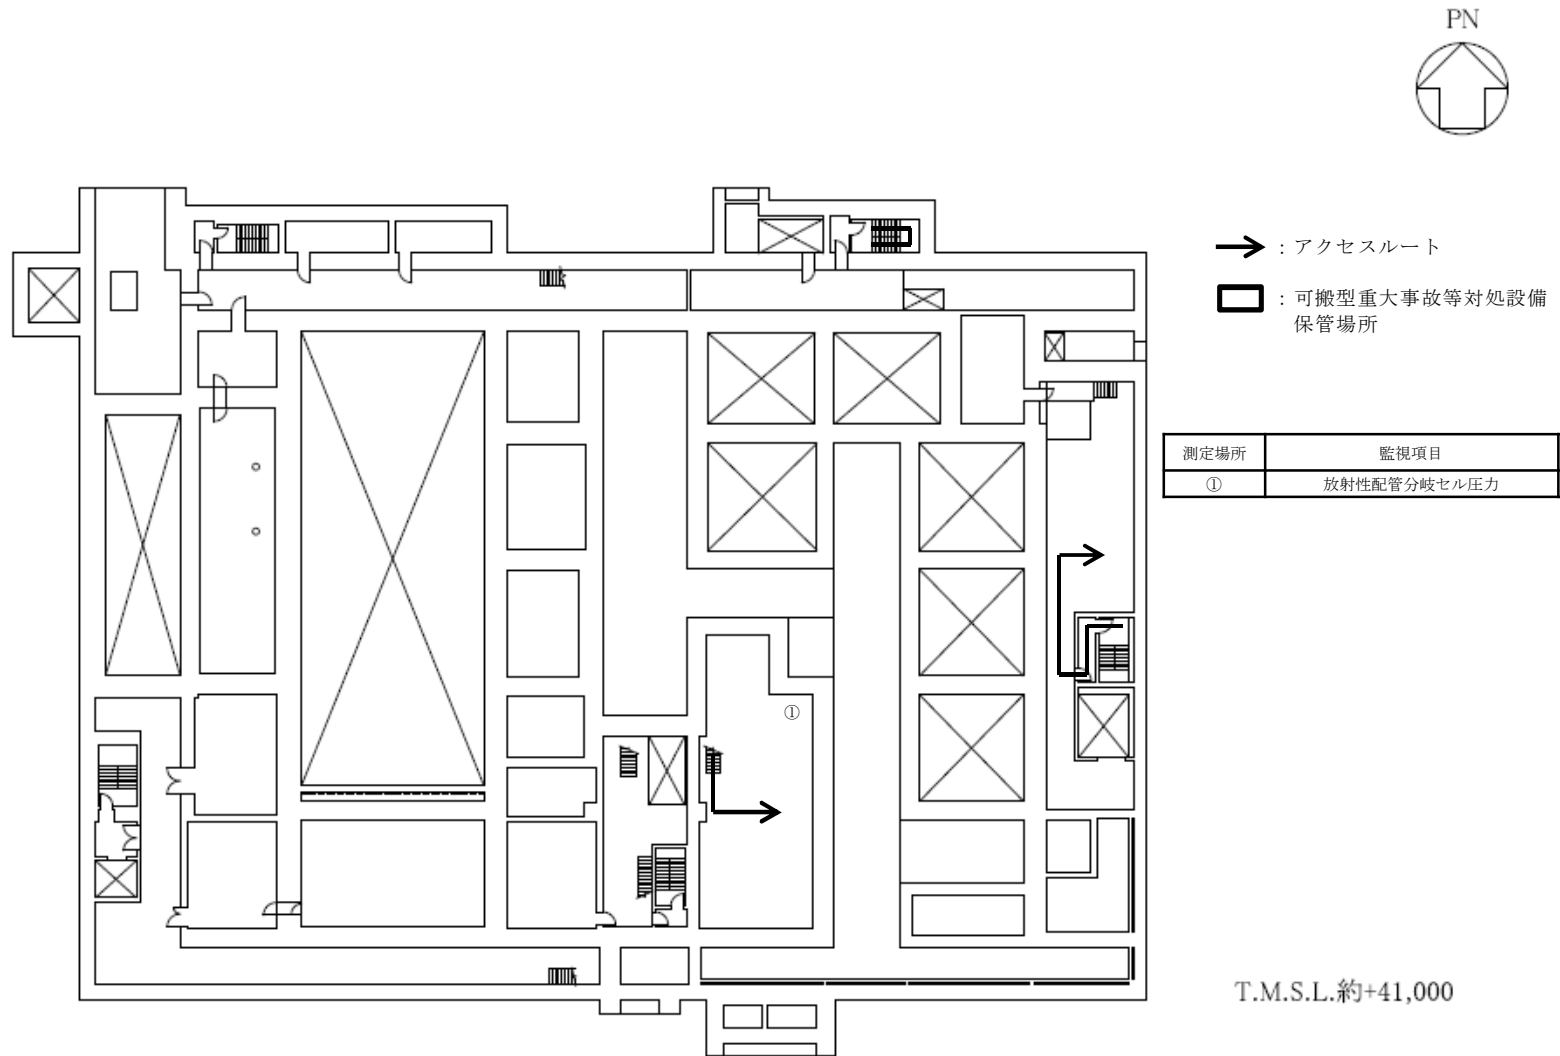 PN
：アクセスルート
：可搬型重大事故等対処設備
保管場所
測定場所 監視項目
① 放射性配管分岐セル圧力
①
T.M.S.L.約+41,000